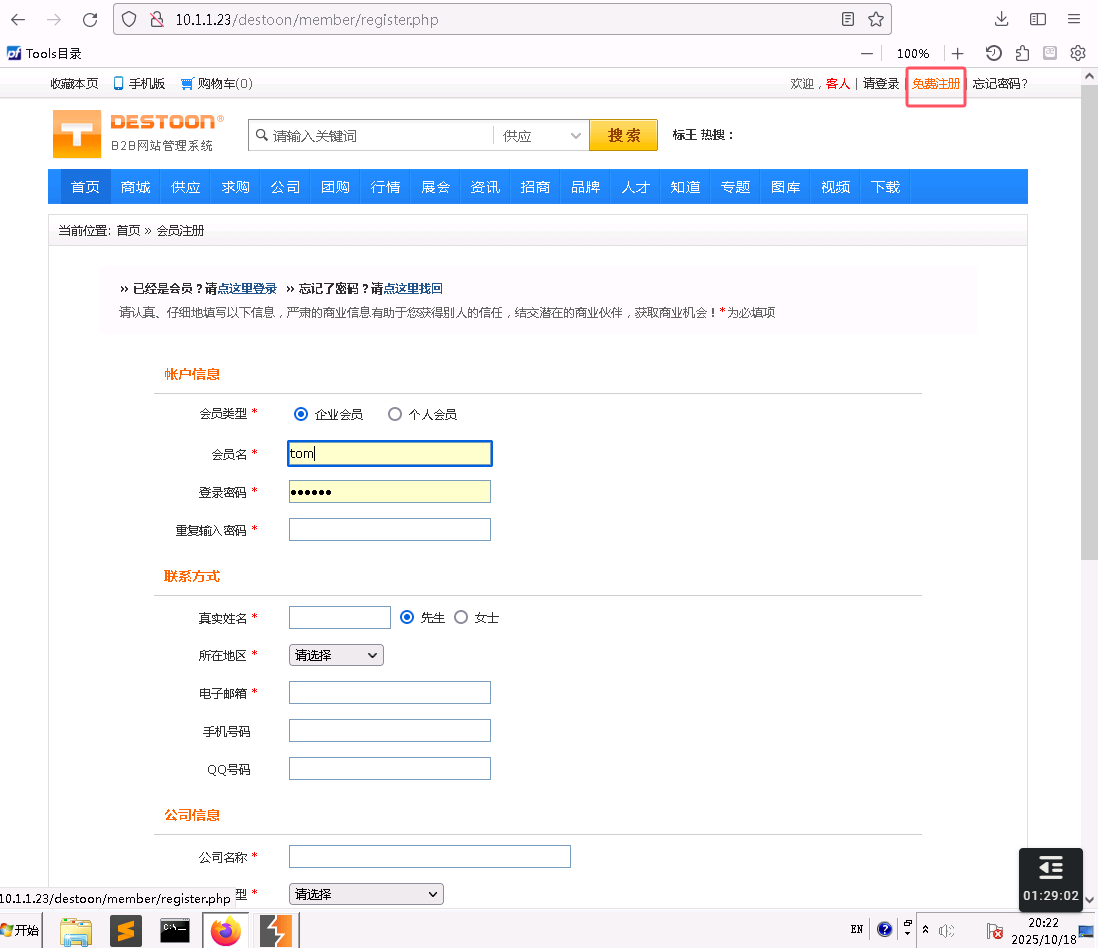 10.1.1.23/destoon/member/register.php
Tools目录
100%
收藏本页 手机版 购物车(0) 欢迎，客人 | 请登录 | 免费注册 | 忘记密码?
DESTOON®
B2B网站管理系统
请输入关键词 供应 搜 索 标王 热搜：
首页 商城 供应 求购 公司 团购 行情 展会 资讯 招商 品牌 人才 知道 专题 图库 视频 下载
当前位置: 首页 » 会员注册
» 已经是会员？请点这里登录 » 忘记了密码？请点这里找回
请认真、仔细地填写以下信息，严肃的商业信息有助于您获得别人的信任，结交潜在的商业伙伴，获取商业机会！*为必填项
帐户信息
会员类型 * 企业会员 个人会员
会员名 * tom
登录密码 * ••••••
重复输入密码 *
联系方式
真实姓名 * 先生 女士
所在地区 * 请选择
电子邮箱 *
手机号码
QQ号码
公司信息
公司名称 *
型 * 请选择
10.1.1.23/destoon/member/register.php
01:29:02
开始 C:\ EN 20:22
2025/10/18